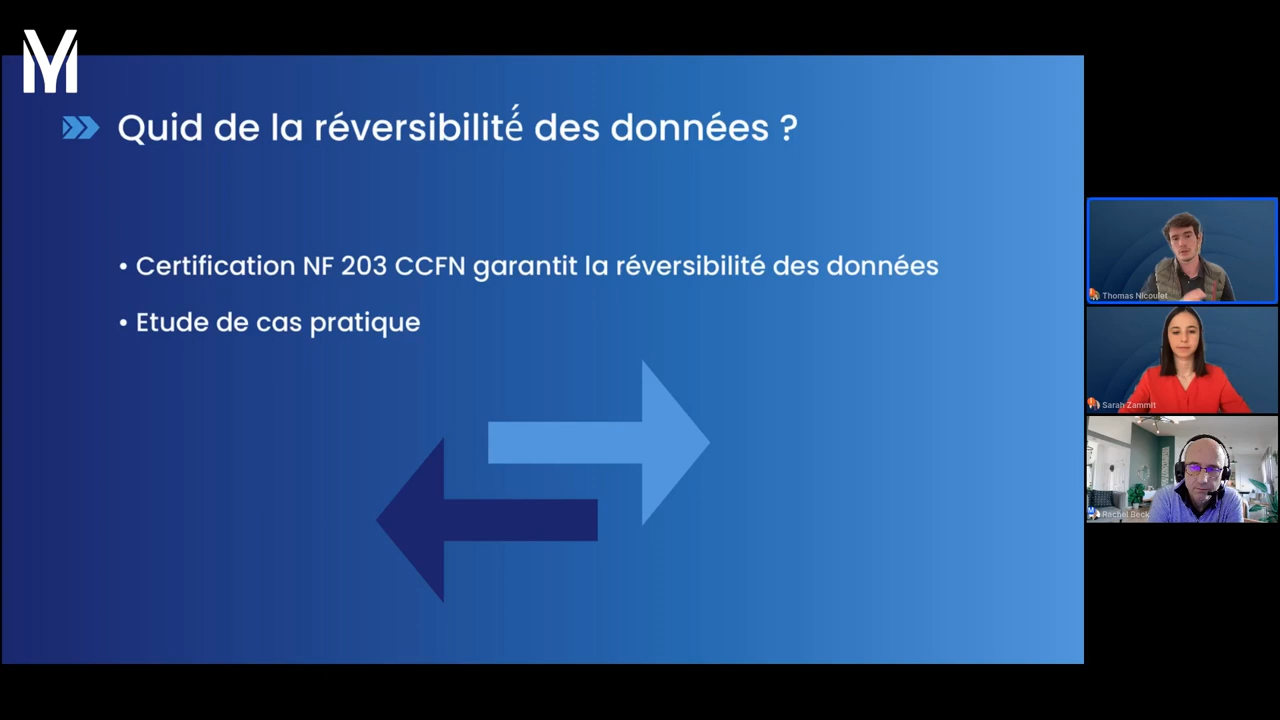 M
Quid de la réversibilité́ des données ?
• Certification NF 203 CCFN garantit la réversibilité des données
• Etude de cas pratique
Thomas Nicoulet
Sarah Zammit
Rachel Beck